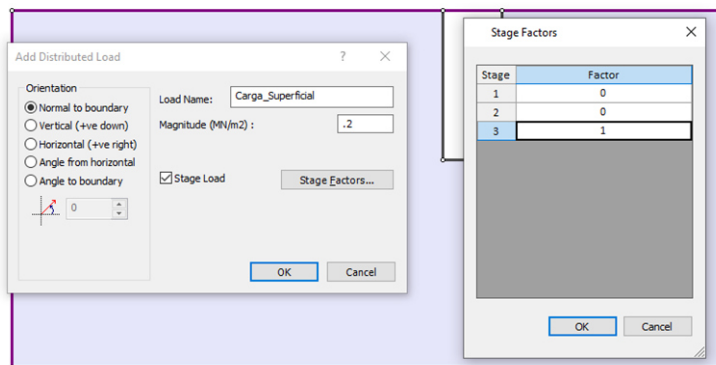 Add Distributed Load
?
Orientation
Normal to boundary
Vertical (+ve down)
Horizontal (+ve right)
Angle from horizontal
Angle to boundary
0
Load Name: Carga_Superficial
Magnitude (MN/m2) : .2
Stage Load
Stage Factors...
OK Cancel
Stage Factors
Stage Factor
1 0
2 0
3 1
OK Cancel